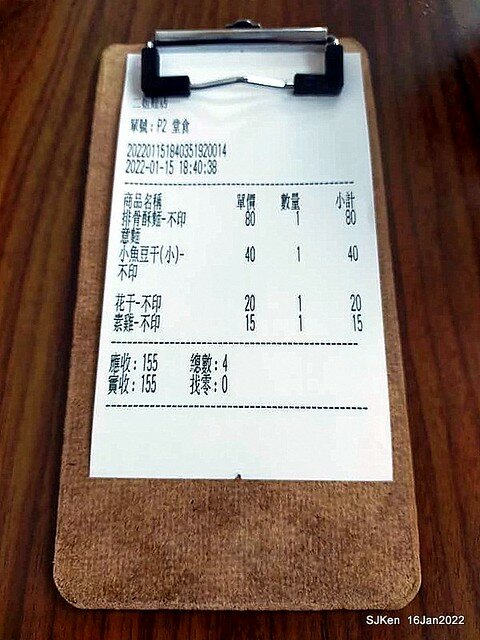 單號：P2 堂食
202201151840351920014
2022-01-15 18:40:38
商品名稱 單價 數量 小計
排骨酥麵-不印 80 1 80
意麵
小魚豆干(小)- 40 1 40
不印
花干-不印 20 1 20
素雞-不印 15 1 15
應收：155 總數：4
實收：155 找零：0
SJKen 16Jan2022